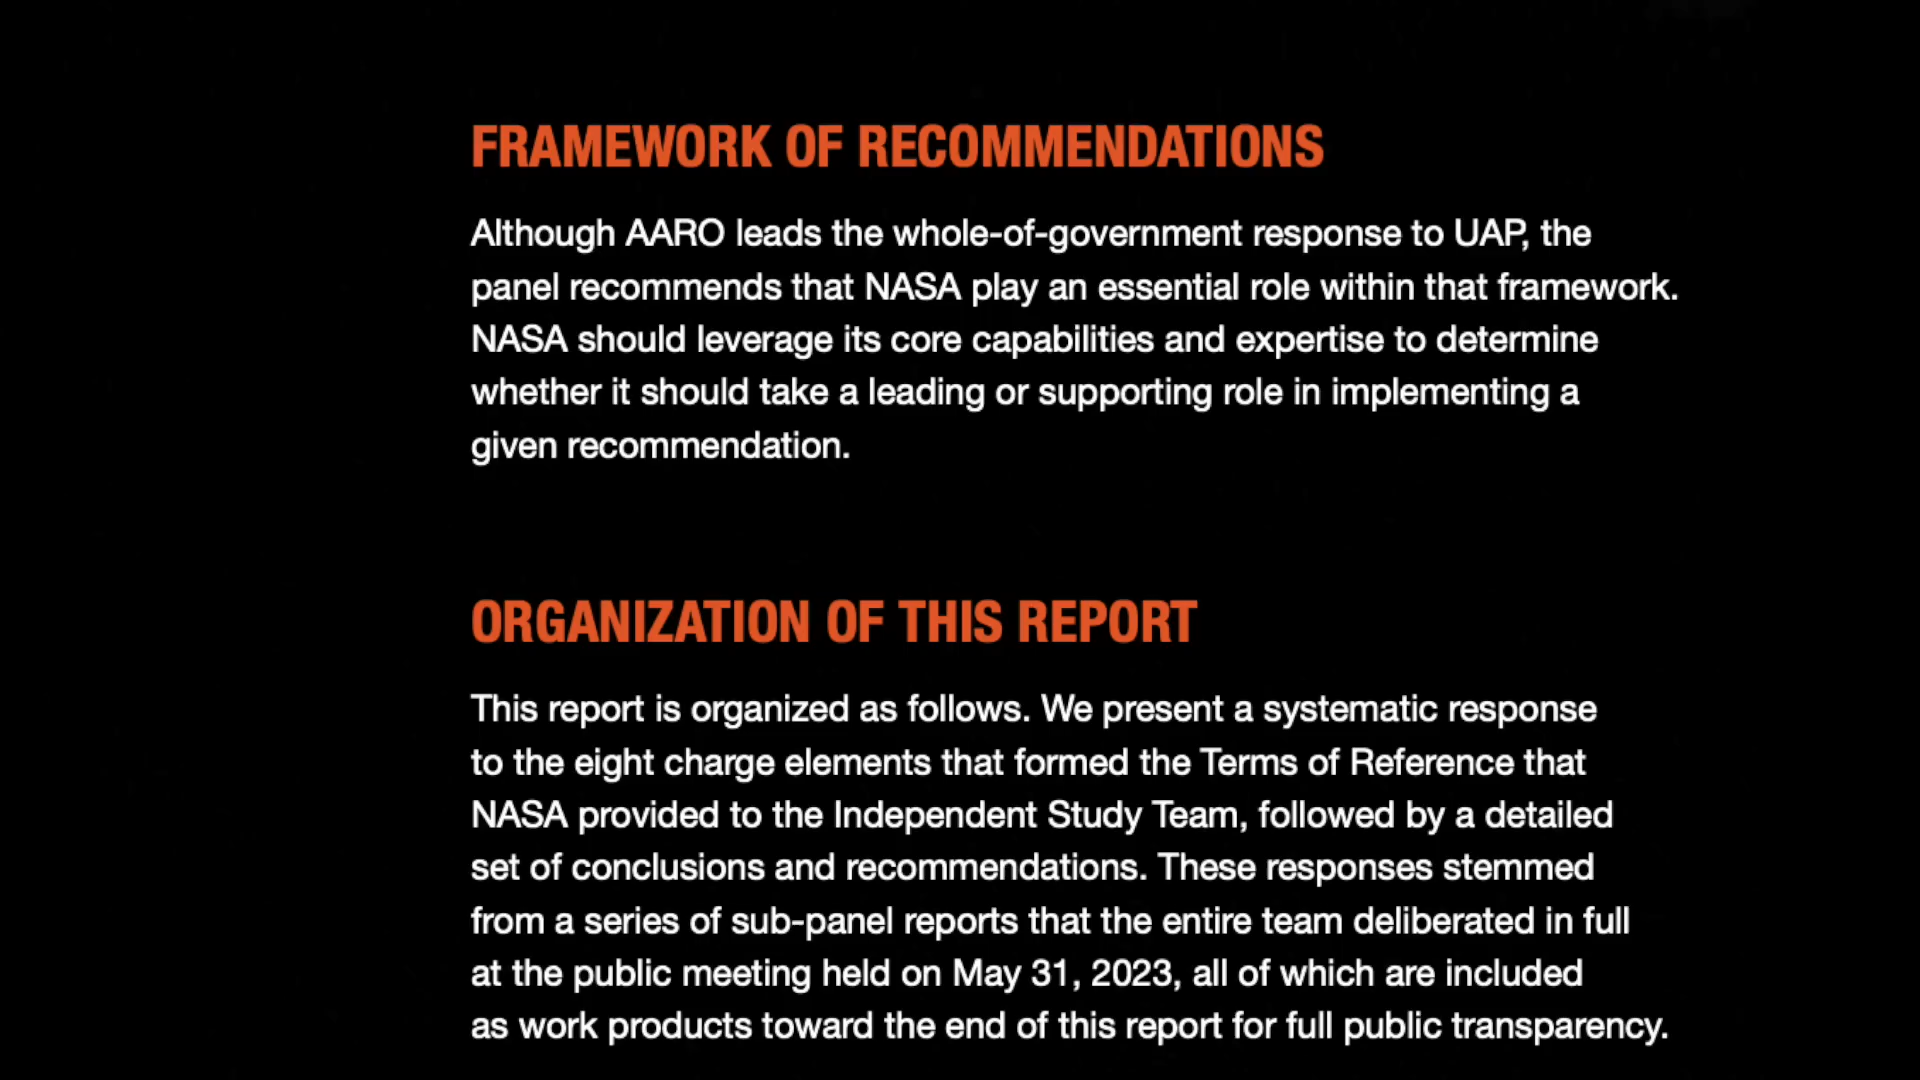 FRAMEWORK OF RECOMMENDATIONS
Although AARO leads the whole-of-government response to UAP, the
panel recommends that NASA play an essential role within that framework.
NASA should leverage its core capabilities and expertise to determine
whether it should take a leading or supporting role in implementing a
given recommendation.
ORGANIZATION OF THIS REPORT
This report is organized as follows. We present a systematic response
to the eight charge elements that formed the Terms of Reference that
NASA provided to the Independent Study Team, followed by a detailed
set of conclusions and recommendations. These responses stemmed
from a series of sub-panel reports that the entire team deliberated in full
at the public meeting held on May 31, 2023, all of which are included
as work products toward the end of this report for full public transparency.